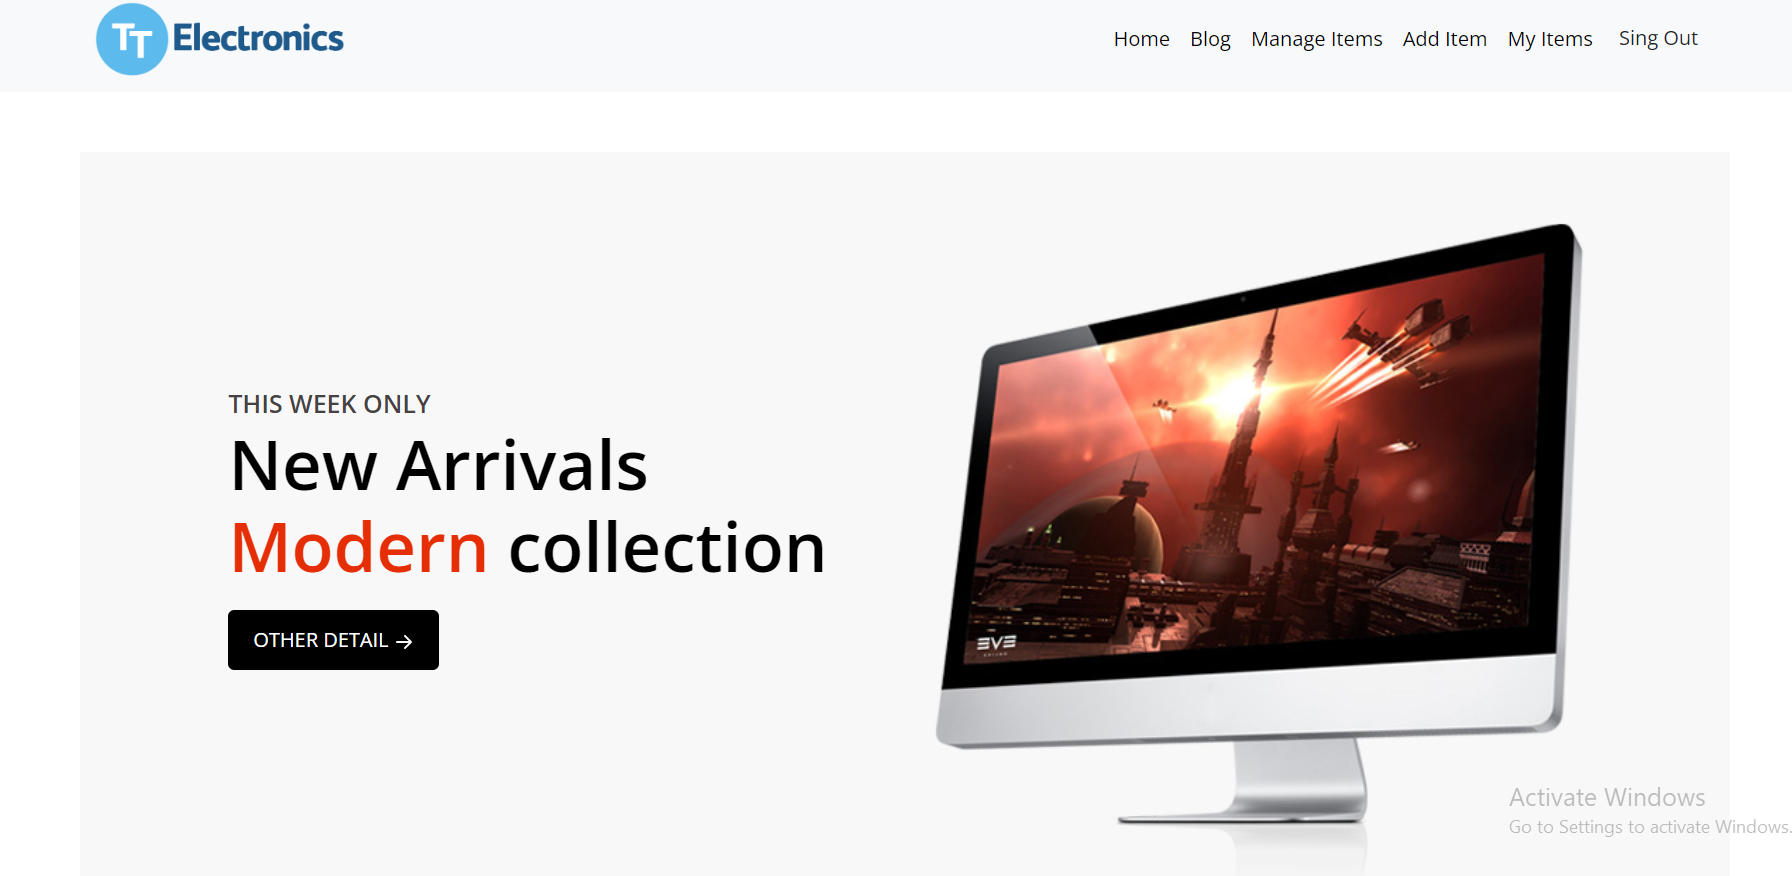 TT Electronics
Home Blog Manage Items Add Item My Items Sing Out
THIS WEEK ONLY
New Arrivals
Modern collection
OTHER DETAIL →
EVE
Activate Windows
Go to Settings to activate Windows.